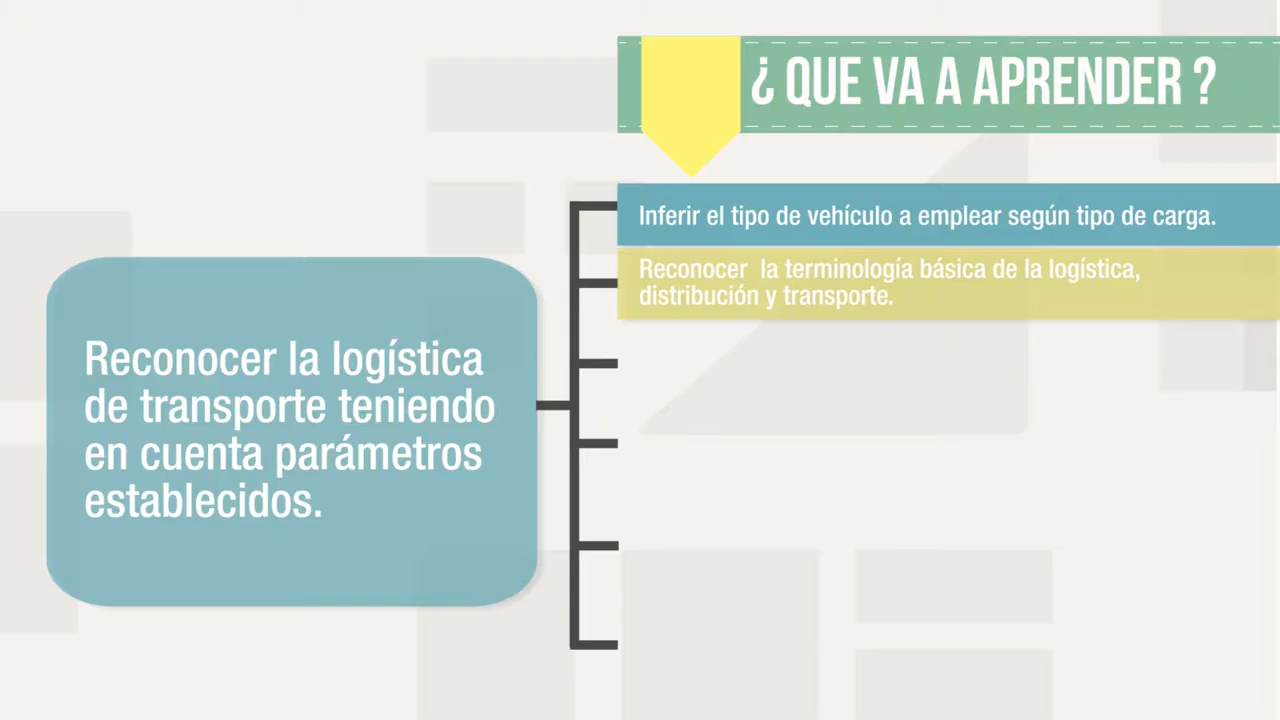 ¿ QUE VA A APRENDER ?
Inferir el tipo de vehículo a emplear según tipo de carga.
Reconocer la terminología básica de la logística,
distribución y transporte.
Reconocer la logística
de transporte teniendo
en cuenta parámetros
establecidos.